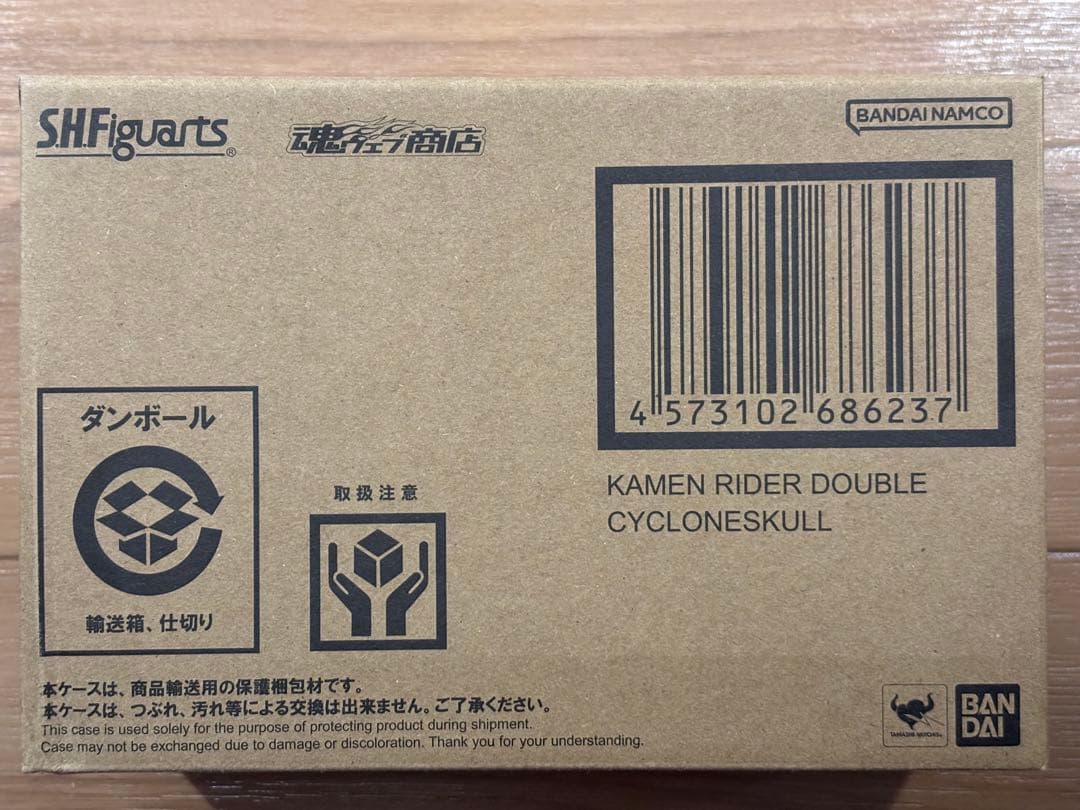 S.H.Figuarts®
魂ウェブ商店
BANDAI NAMCO
4 573102 686237
KAMEN RIDER DOUBLE
CYCLONESKULL
ダンボール
輸送箱、仕切り
取扱注意
本ケースは、商品輸送用の保護梱包材です。
本ケースは、つぶれ、汚れ等による交換は出来ません。ご了承ください。
This case is used solely for the purpose of protecting product during shipment.
Case may not be exchanged due to damage or discoloration. Thank you for your understanding.
TAMASHII NATIONS®
BAN
DAI